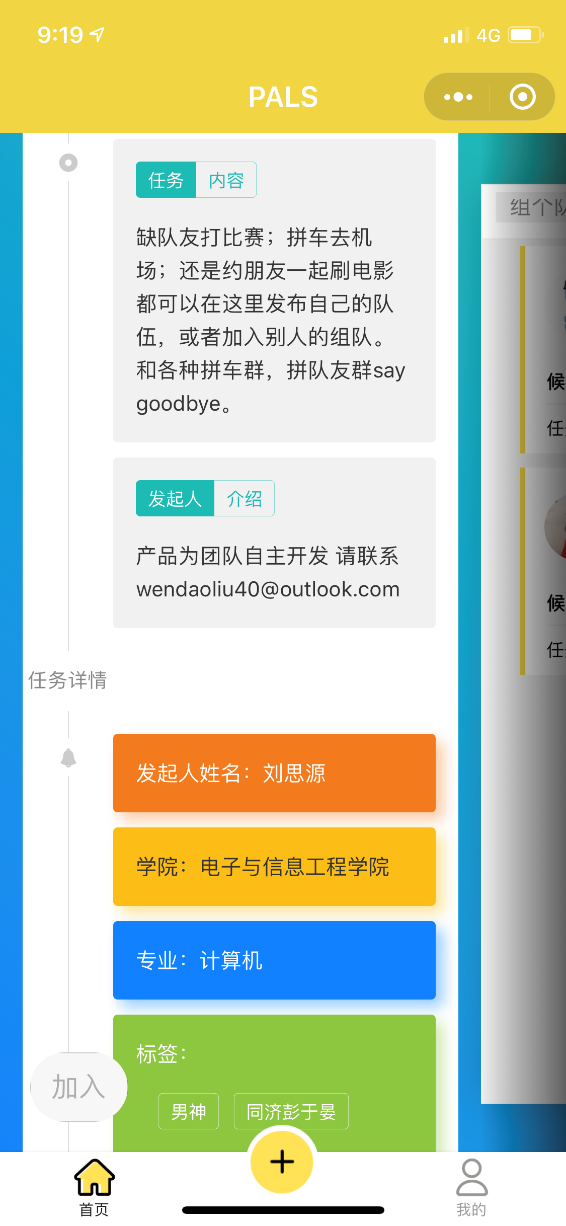 9:19
4G
PALS
组个队
任务 内容
缺队友打比赛；拼车去机
场；还是约朋友一起刷电影
都可以在这里发布自己的队
伍，或者加入别人的组队。
和各种拼车群，拼队友群say
goodbye。
候
任
发起人 介绍
产品为团队自主开发 请联系
wendaoliu40@outlook.com
候
任
任务详情
发起人姓名：刘思源
学院：电子与信息工程学院
专业：计算机
标签：
男神 同济彭于晏
加入
首页
我的